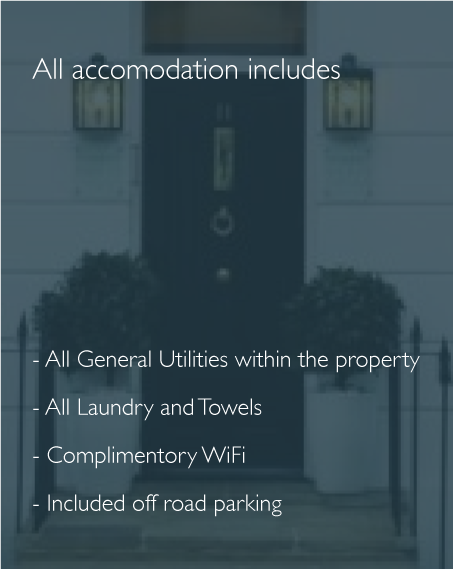 All accomodation includes
- All General Utilities within the property
- All Laundry and Towels
- Complimentory WiFi
- Included off road parking